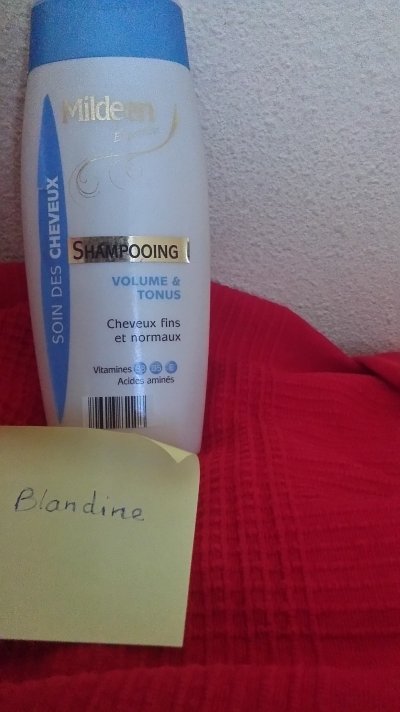 Mildeen
SOIN DES CHEVEUX
SHAMPOOING
VOLUME &
TONUS
Cheveux fins
et normaux
Vitamines
Acides aminés
Blandine